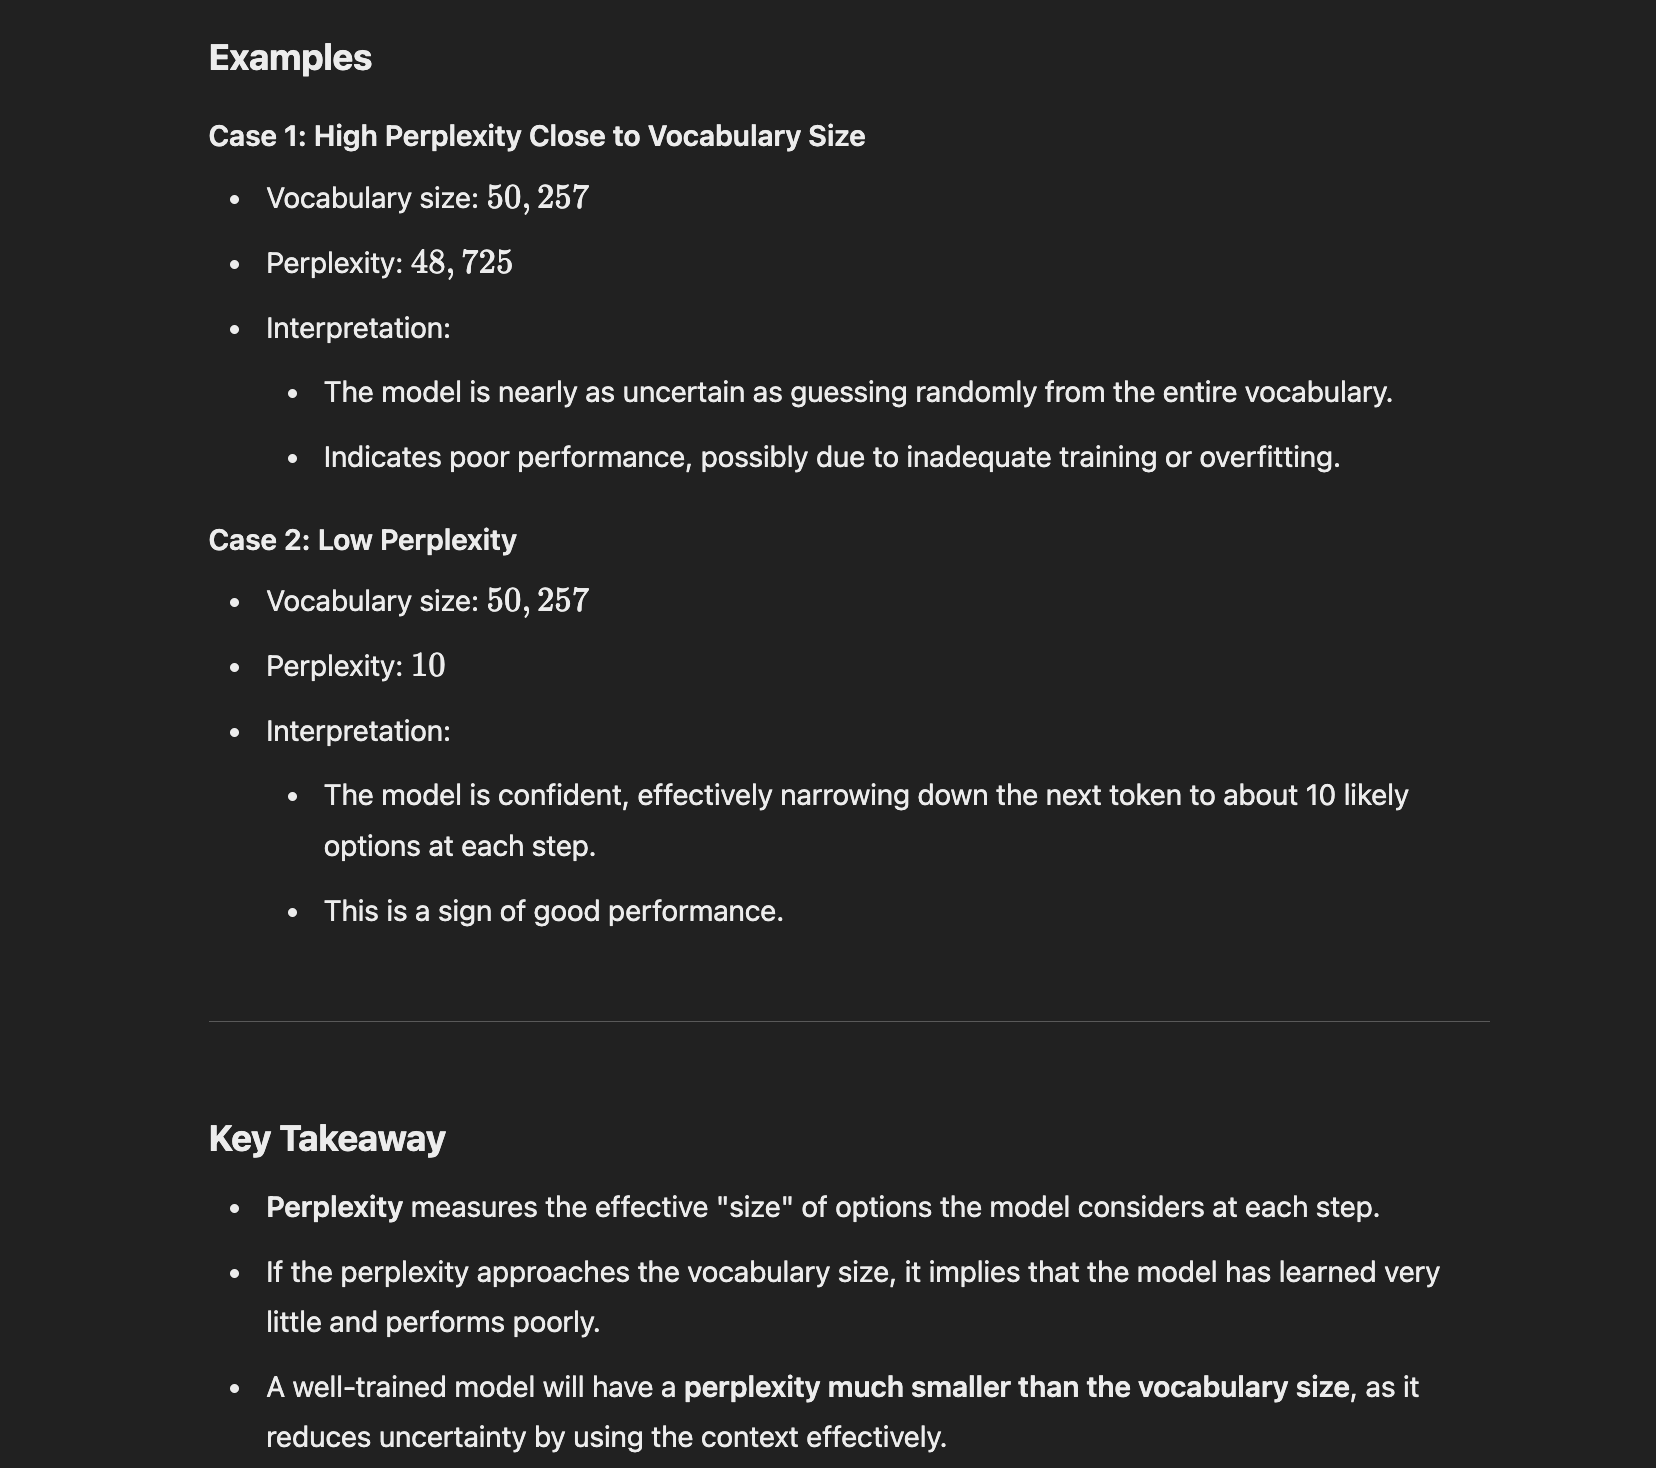 Examples
Case 1: High Perplexity Close to Vocabulary Size
• Vocabulary size: 50, 257
• Perplexity: 48, 725
• Interpretation:
• The model is nearly as uncertain as guessing randomly from the entire vocabulary.
• Indicates poor performance, possibly due to inadequate training or overfitting.
Case 2: Low Perplexity
• Vocabulary size: 50, 257
• Perplexity: 10
• Interpretation:
• The model is confident, effectively narrowing down the next token to about 10 likely
options at each step.
• This is a sign of good performance.
Key Takeaway
• Perplexity measures the effective "size" of options the model considers at each step.
• If the perplexity approaches the vocabulary size, it implies that the model has learned very
little and performs poorly.
• A well-trained model will have a perplexity much smaller than the vocabulary size, as it
reduces uncertainty by using the context effectively.